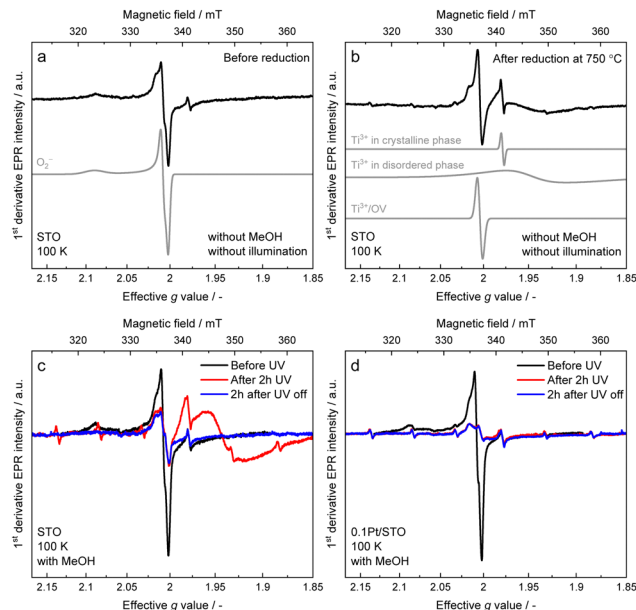 Magnetic field / mT
320 330 340 350 360
a
Before reduction
O₂⁻
STO
100 K
without MeOH
without illumination
1st derivative EPR intensity / a.u.
2.15 2.1 2.05 2 1.95 1.9 1.85
Effective g value / -
Magnetic field / mT
320 330 340 350 360
b
After reduction at 750 °C
Ti³⁺ in crystalline phase
Ti³⁺ in disordered phase
Ti³⁺/OV
STO
100 K
without MeOH
without illumination
1st derivative EPR intensity / a.u.
2.15 2.1 2.05 2 1.95 1.9 1.85
Effective g value / -
Magnetic field / mT
320 330 340 350 360
c
Before UV
After 2h UV
2h after UV off
STO
100 K
with MeOH
1st derivative EPR intensity / a.u.
2.15 2.1 2.05 2 1.95 1.9 1.85
Effective g value / -
Magnetic field / mT
320 330 340 350 360
d
Before UV
After 2h UV
2h after UV off
0.1Pt/STO
100 K
with MeOH
1st derivative EPR intensity / a.u.
2.15 2.1 2.05 2 1.95 1.9 1.85
Effective g value / -